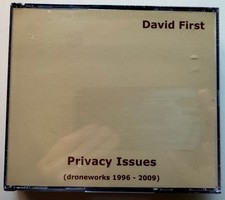 David First
Privacy Issues
(droneworks 1996 - 2009)